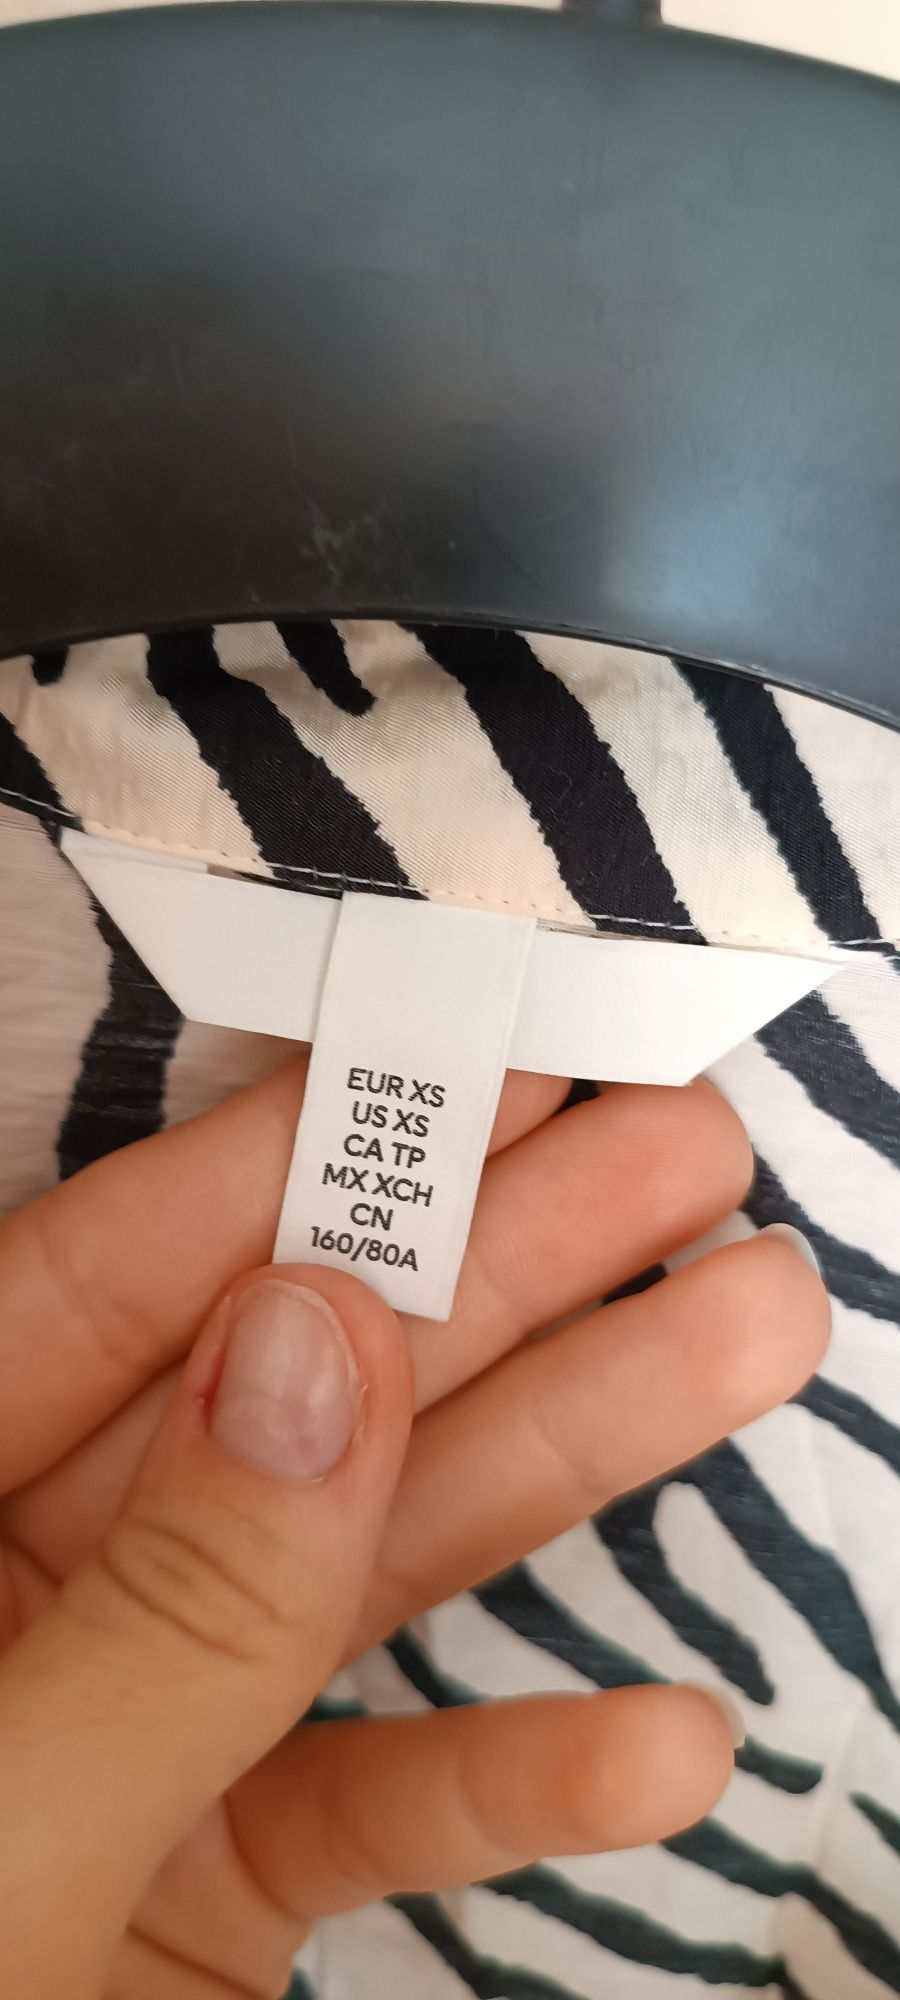 EUR XS
US XS
CA TP
MX XCH
CN
160/80A